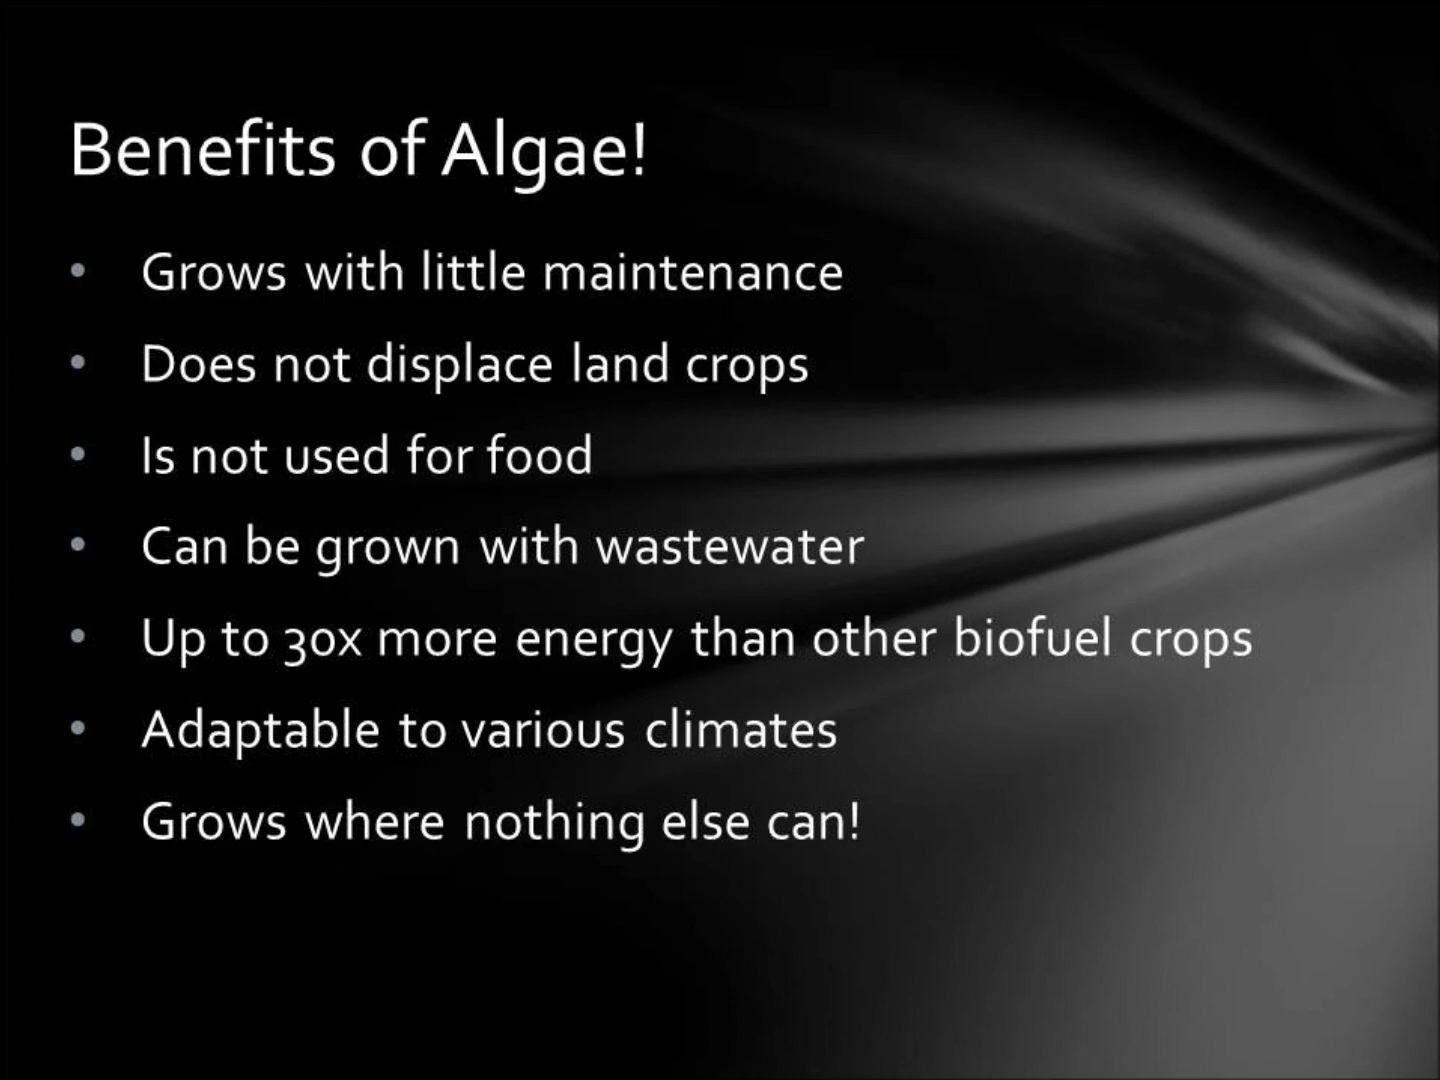 Benefits of Algae!
• Grows with little maintenance
• Does not displace land crops
• Is not used for food
• Can be grown with wastewater
• Up to 30x more energy than other biofuel crops
• Adaptable to various climates
• Grows where nothing else can!